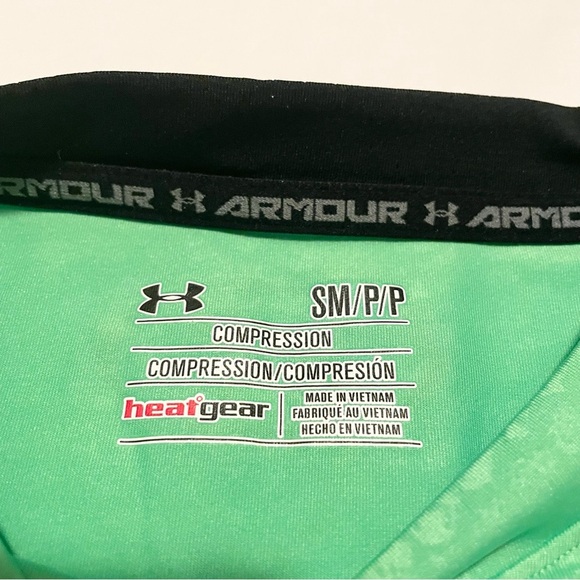 ARMOUR ARMOUR ARMO
SM/P/P
COMPRESSION
COMPRESSION/COMPRESIÓN
heatgear
MADE IN VIETNAM
FABRIQUÉ AU VIETNAM
HECHO EN VIETNAM